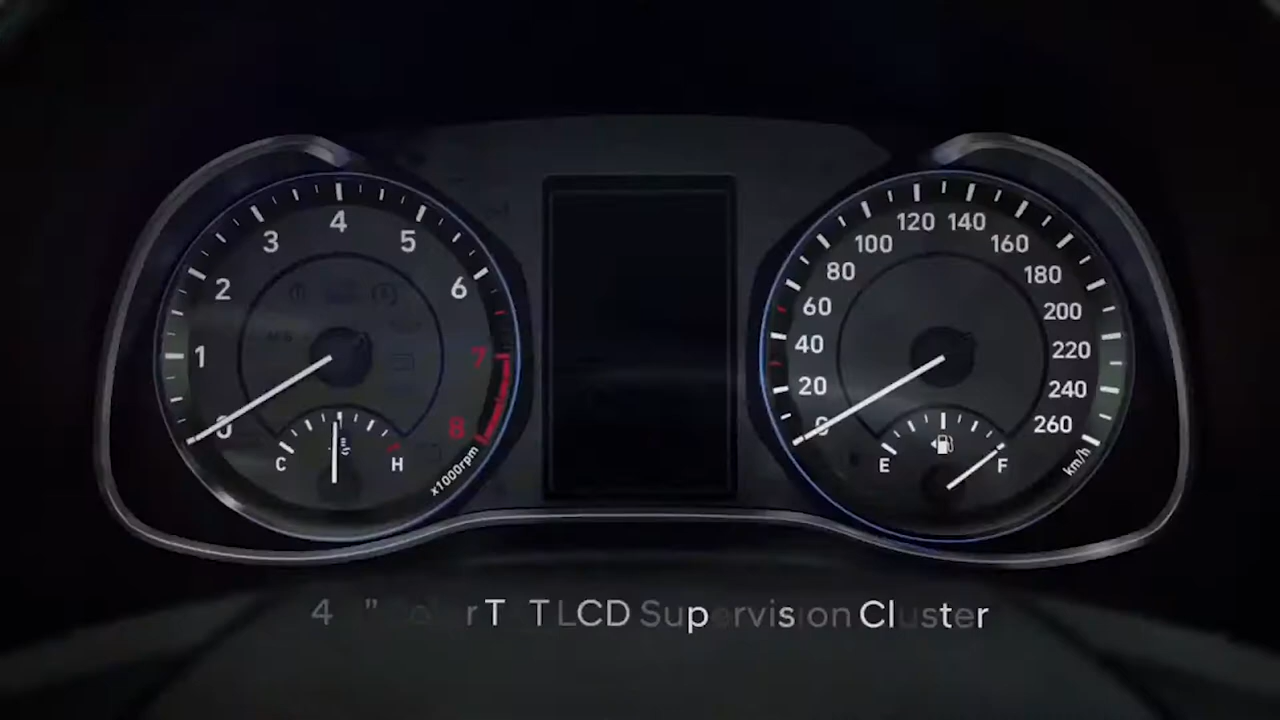 4
3 5
2 6
1 7
0 8
C H
x1000rpm
120 140
100 160
80 180
60 200
40 220
20 240
0 260
E F
km/h
TLCD Supervision Cluster